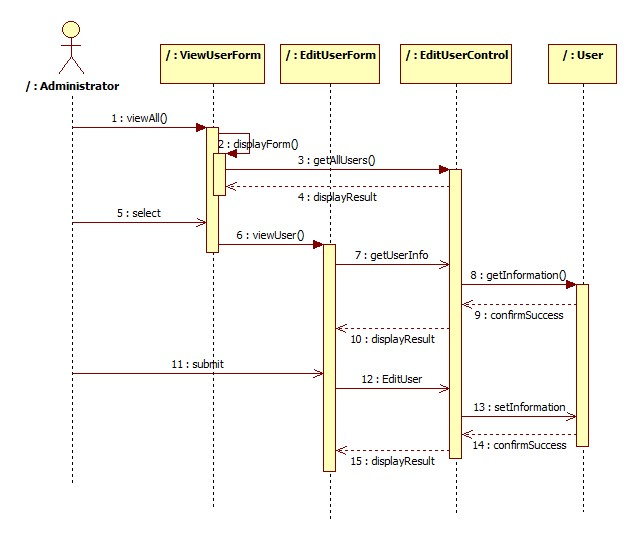 / : ViewUserForm
/ : EditUserForm
/ : EditUserControl
/ : User
/ : Administrator
1 : viewAll()
2 : displayForm()
3 : getAllUsers()
4 : displayResult
5 : select
6 : viewUser()
7 : getUserInfo
8 : getInformation()
9 : confirmSuccess
10 : displayResult
11 : submit
12 : EditUser
13 : setInformation
14 : confirmSuccess
15 : displayResult